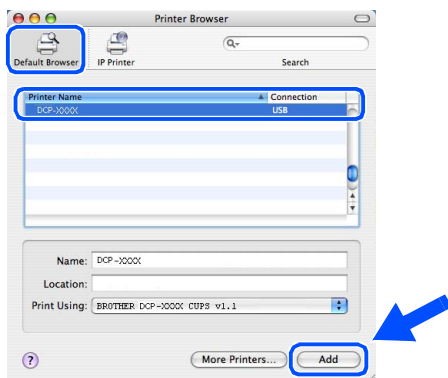 Printer Browser
Default Browser IP Printer Search
Printer Name Connection
DCP-XXXX USB
Name: DCP-XXXX
Location:
Print Using: BROTHER DCP-XXXX CUPS v1.1
? More Printers... Add